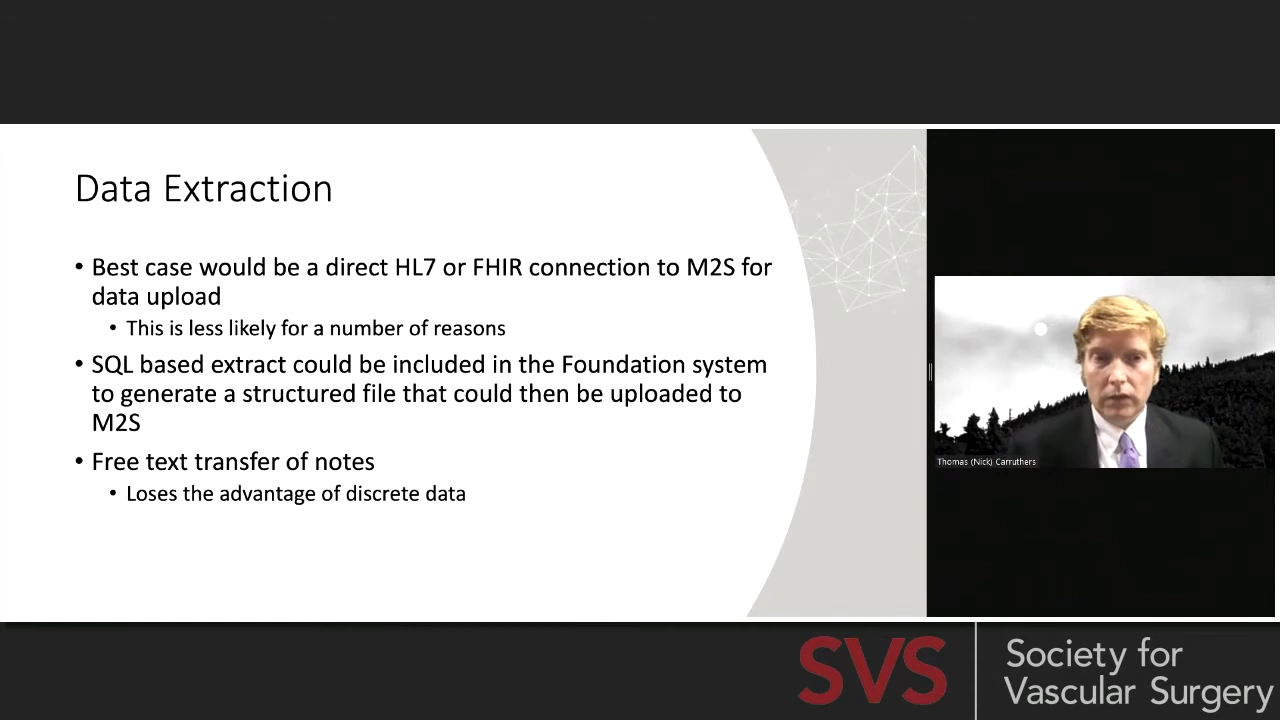 Data Extraction
• Best case would be a direct HL7 or FHIR connection to M2S for
data upload
• This is less likely for a number of reasons
• SQL based extract could be included in the Foundation system
to generate a structured file that could then be uploaded to
M2S
• Free text transfer of notes
• Loses the advantage of discrete data
Thomas (Nick) Carruthers
SVS
Society for
Vascular Surgery